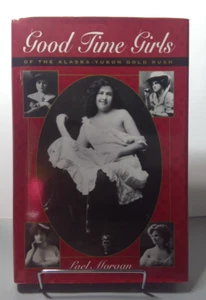 Good Time Girls
OF THE ALASKA-YUKON GOLD RUSH
Lael Morgan